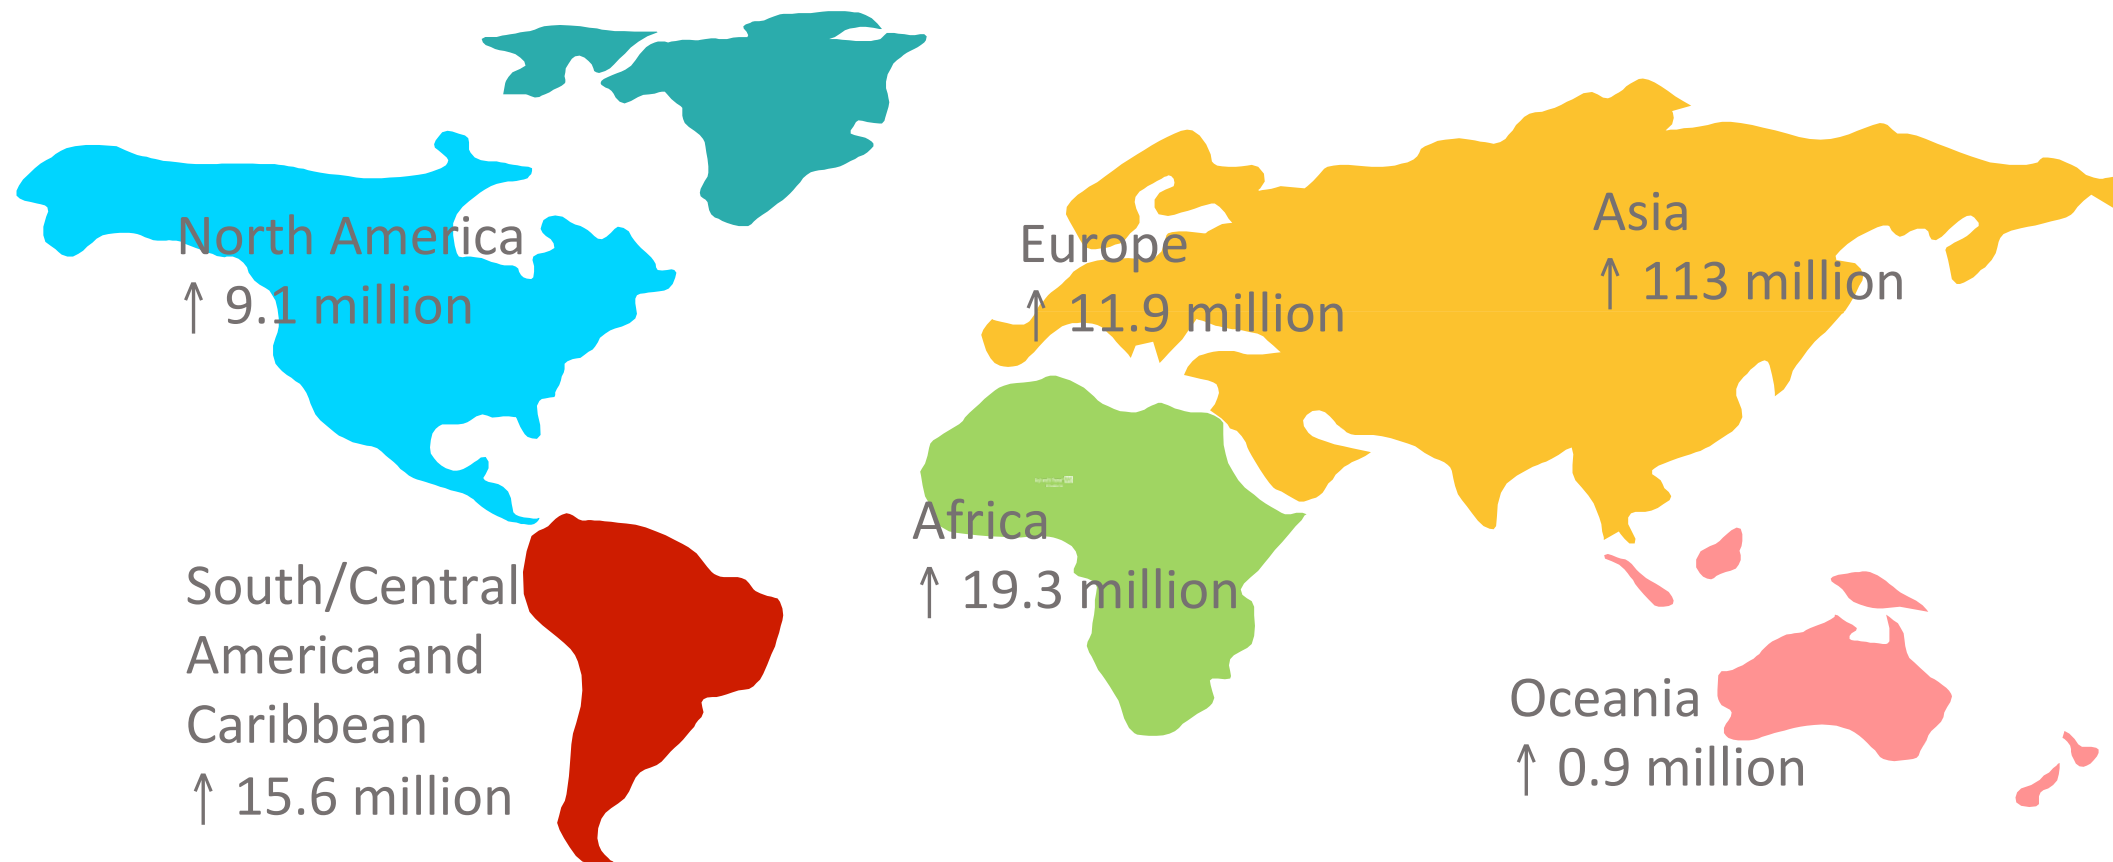 North America
↑ 9.1 million
Europe
↑ 11.9 million
Asia
↑ 113 million
Africa
↑ 19.3 million
South/Central
America and
Caribbean
↑ 15.6 million
Oceania
↑ 0.9 million